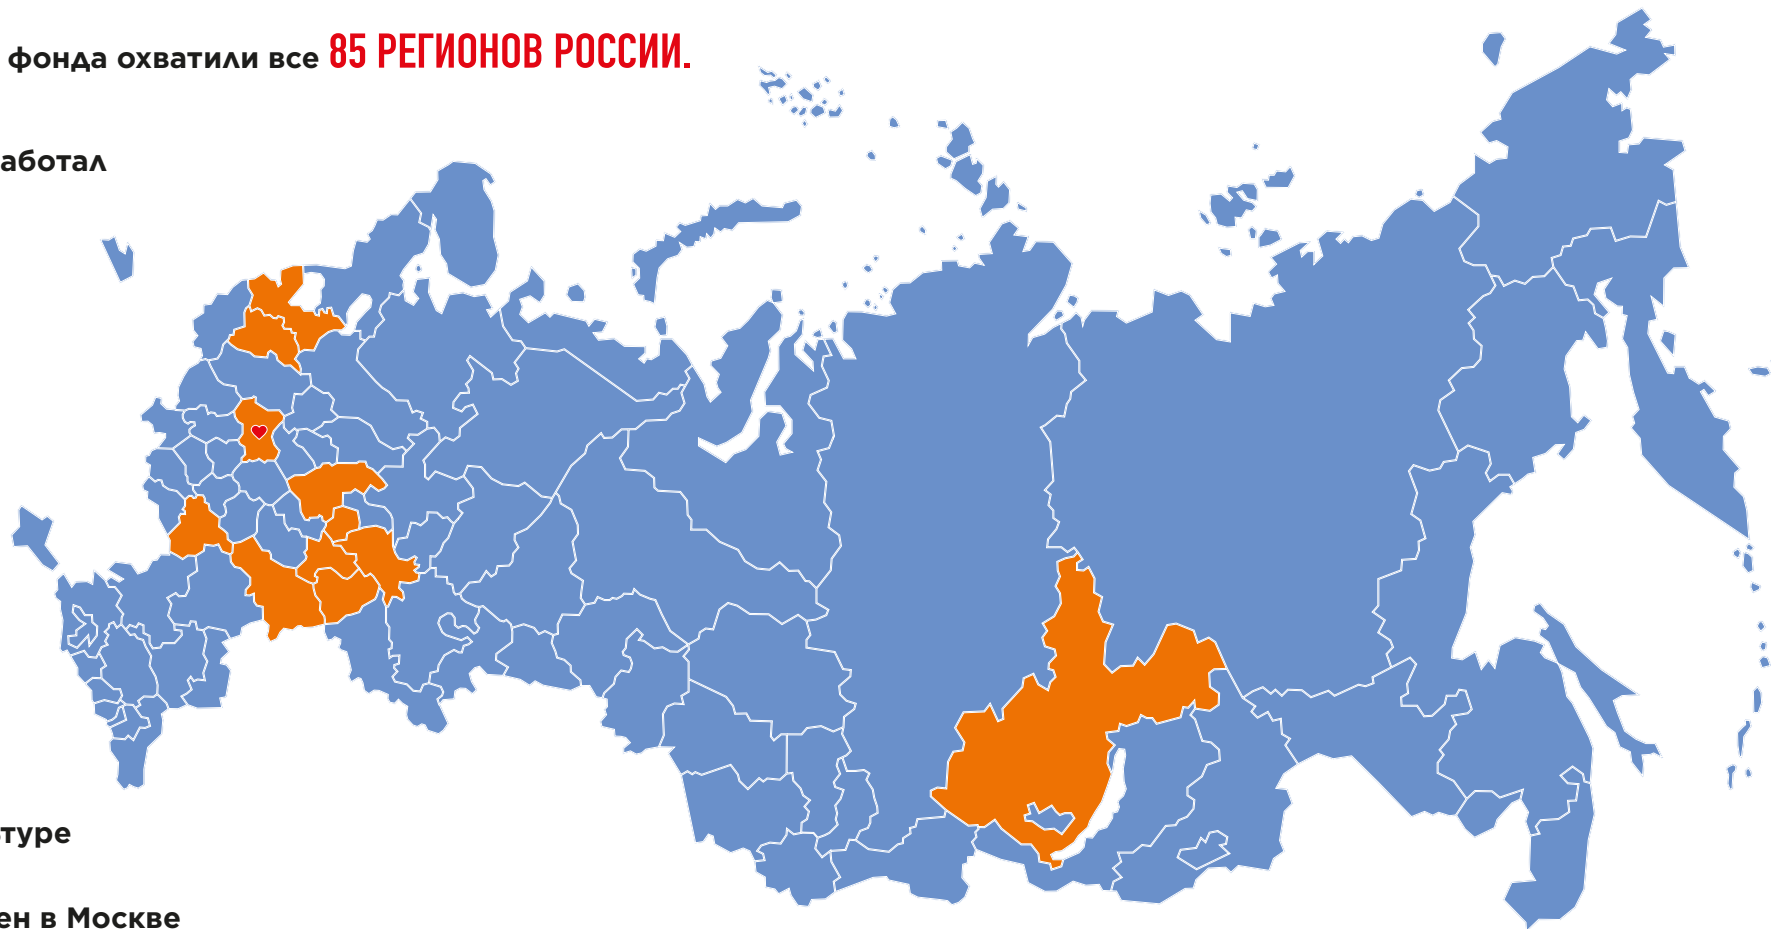 фонда охватили все 85 РЕГИОНОВ РОССИИ.
аботал
туре
ен в Москве